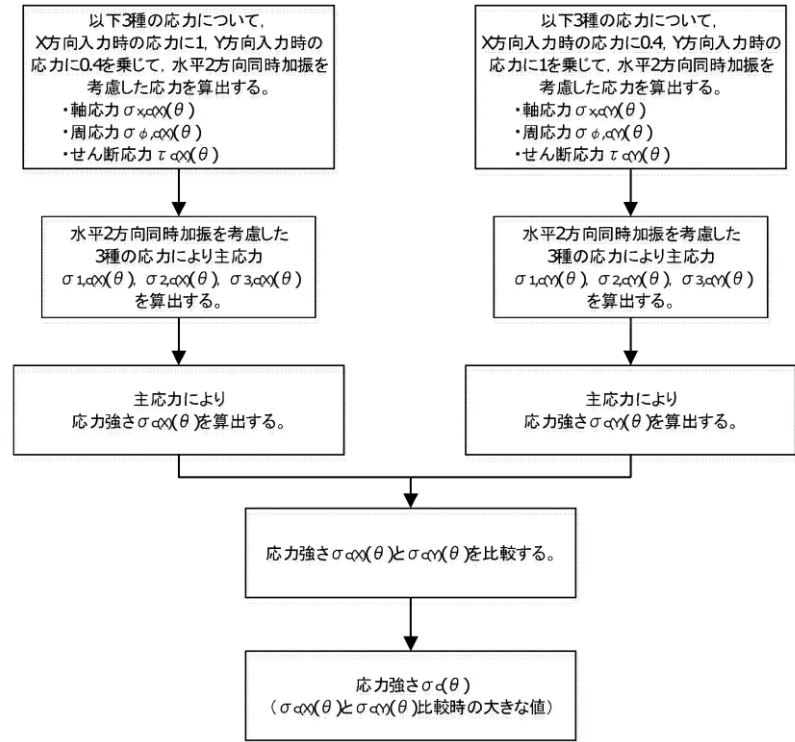 以下3種の応力について,
X方向入力時の応力に1, Y方向入力時の
応力に0.4を乗じて, 水平2方向同時加振を
考慮した応力を算出する。
・軸応力σx,c(X)(θ)
・周応力σφ,c(X)(θ)
・せん断応力τc(X)(θ)
水平2方向同時加振を考慮した
3種の応力により主応力
σ1,c(X)(θ), σ2,c(X)(θ), σ3,c(X)(θ)
を算出する。
主応力により
応力強さσc(X)(θ)を算出する。
以下3種の応力について,
X方向入力時の応力に0.4, Y方向入力時の
応力に1を乗じて, 水平2方向同時加振を
考慮した応力を算出する。
・軸応力σx,c(Y)(θ)
・周応力σφ,c(Y)(θ)
・せん断応力τc(Y)(θ)
水平2方向同時加振を考慮した
3種の応力により主応力
σ1,c(Y)(θ), σ2,c(Y)(θ), σ3,c(Y)(θ)
を算出する。
主応力により
応力強さσc(Y)(θ)を算出する。
応力強さσc(X)(θ)とσc(Y)(θ)を比較する。
応力強さσc(θ)
(σc(X)(θ)とσc(Y)(θ)比較時の大きな値)